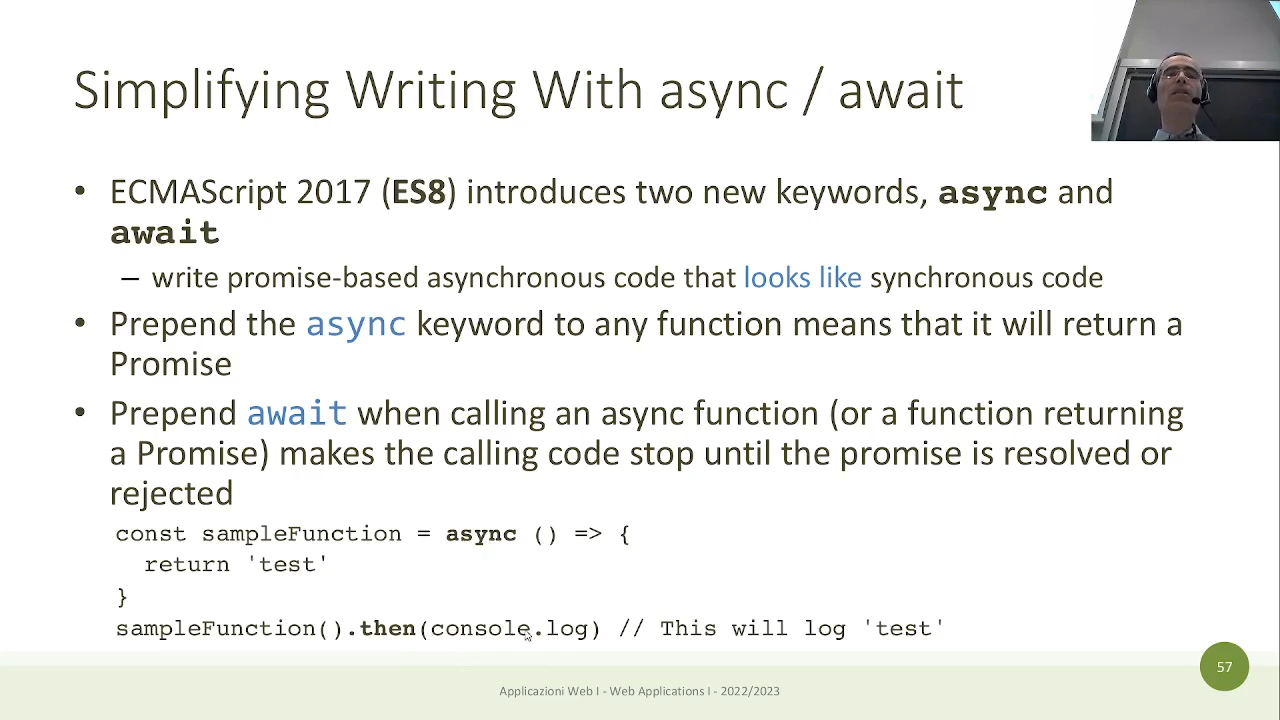 Simplifying Writing With async / await
• ECMAScript 2017 (ES8) introduces two new keywords, async and
await
– write promise-based asynchronous code that looks like synchronous code
• Prepend the async keyword to any function means that it will return a
Promise
• Prepend await when calling an async function (or a function returning
a Promise) makes the calling code stop until the promise is resolved or
rejected
const sampleFunction = async () => {
  return 'test'
}
sampleFunction().then(console.log) // This will log 'test'
57
Applicazioni Web I - Web Applications I - 2022/2023